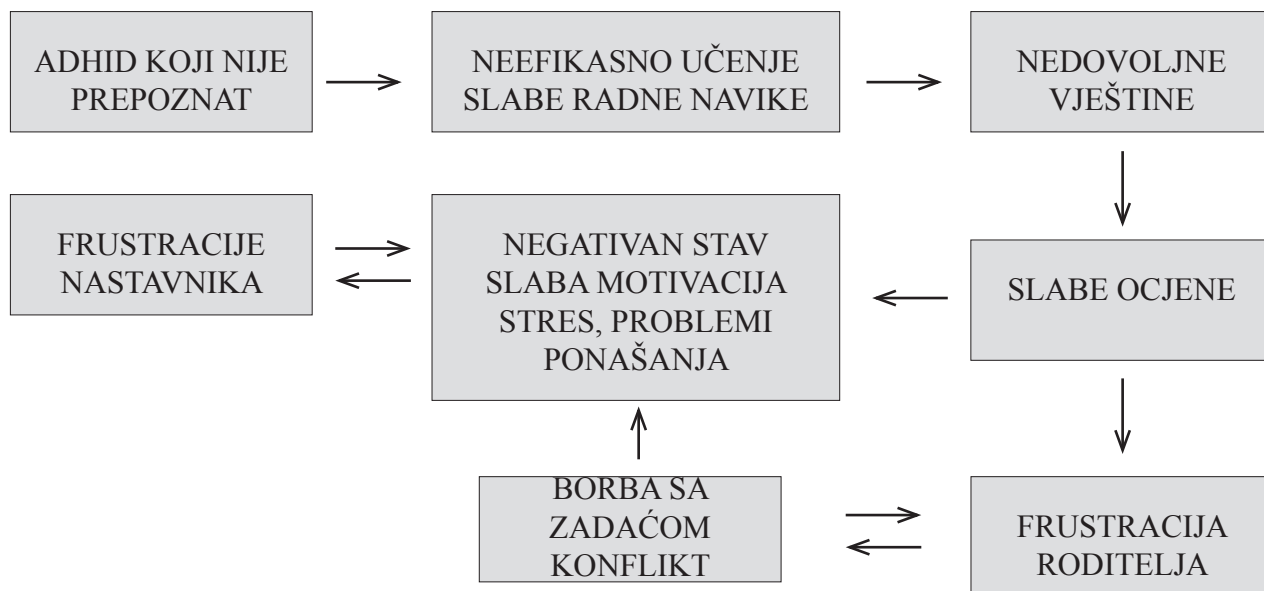 ADHID KOJI NIJE
PREPOZNAT
NEEFIKASNO UČENJE
SLABE RADNE NAVIKE
NEDOVOLJNE
VJEŠTINE
FRUSTRACIJE
NASTAVNIKA
NEGATIVAN STAV
SLABA MOTIVACIJA
STRES, PROBLEMI
PONAŠANJA
SLABE OCJENE
BORBA SA
ZADAĆOM
KONFLIKT
FRUSTRACIJA
RODITELJA